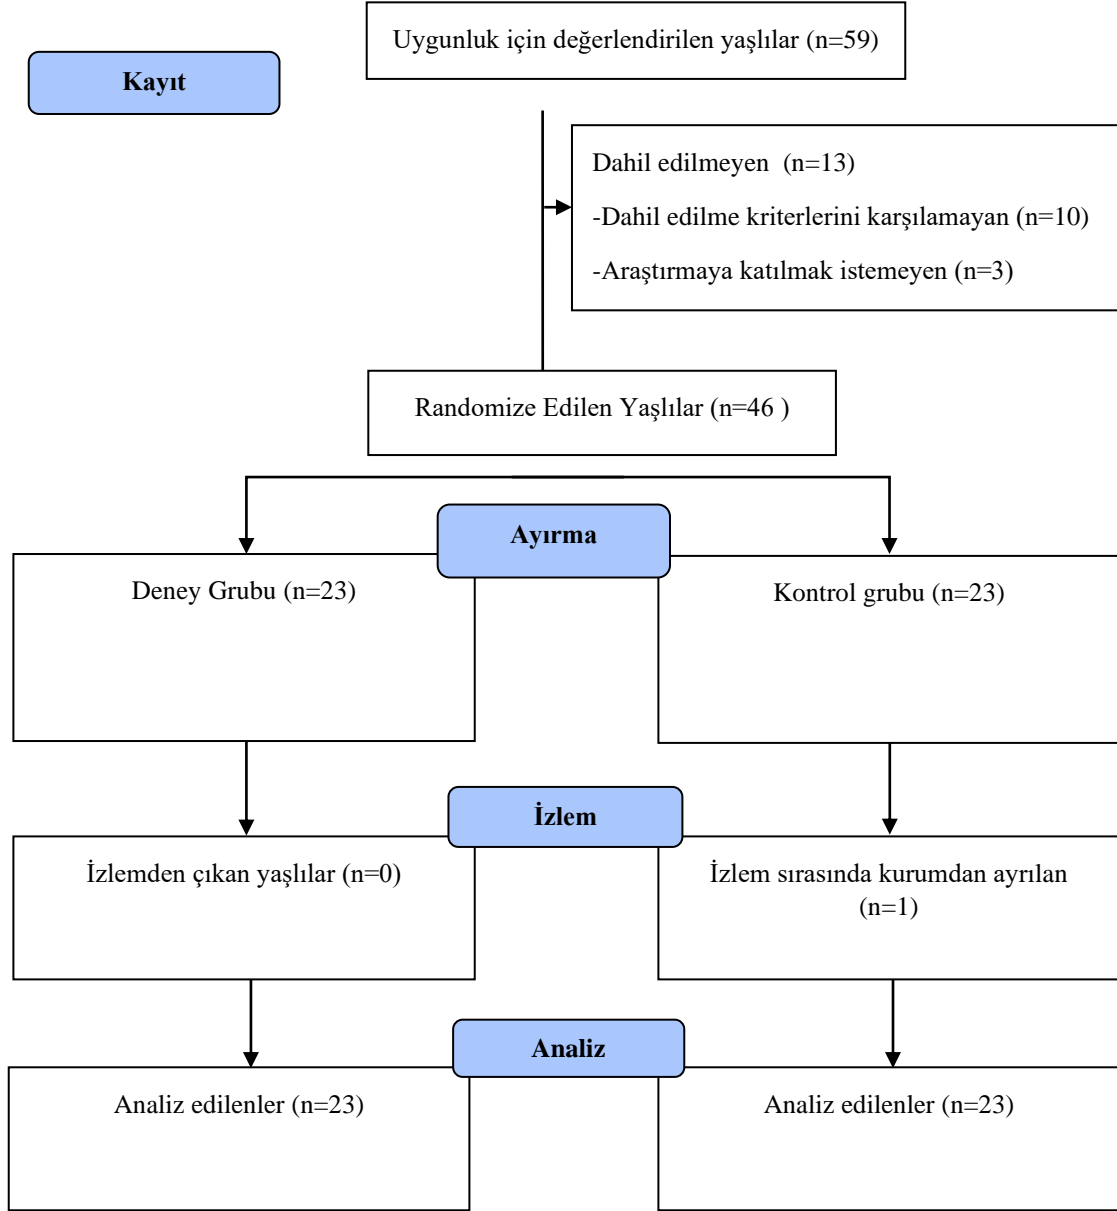 Uygunluk için değerlendirilen yaşlılar (n=59)
Kayıt
Dahil edilmeyen  (n=13)
-Dahil edilme kriterlerini karşılamayan (n=10)
-Araştırmaya katılmak istemeyen (n=3)
Randomize Edilen Yaşlılar (n=46 )
Ayırma
Deney Grubu (n=23)
Kontrol grubu (n=23)
İzlem
İzlemden çıkan yaşlılar (n=0)
İzlem sırasında kurumdan ayrılan
(n=1)
Analiz
Analiz edilenler (n=23)
Analiz edilenler (n=23)